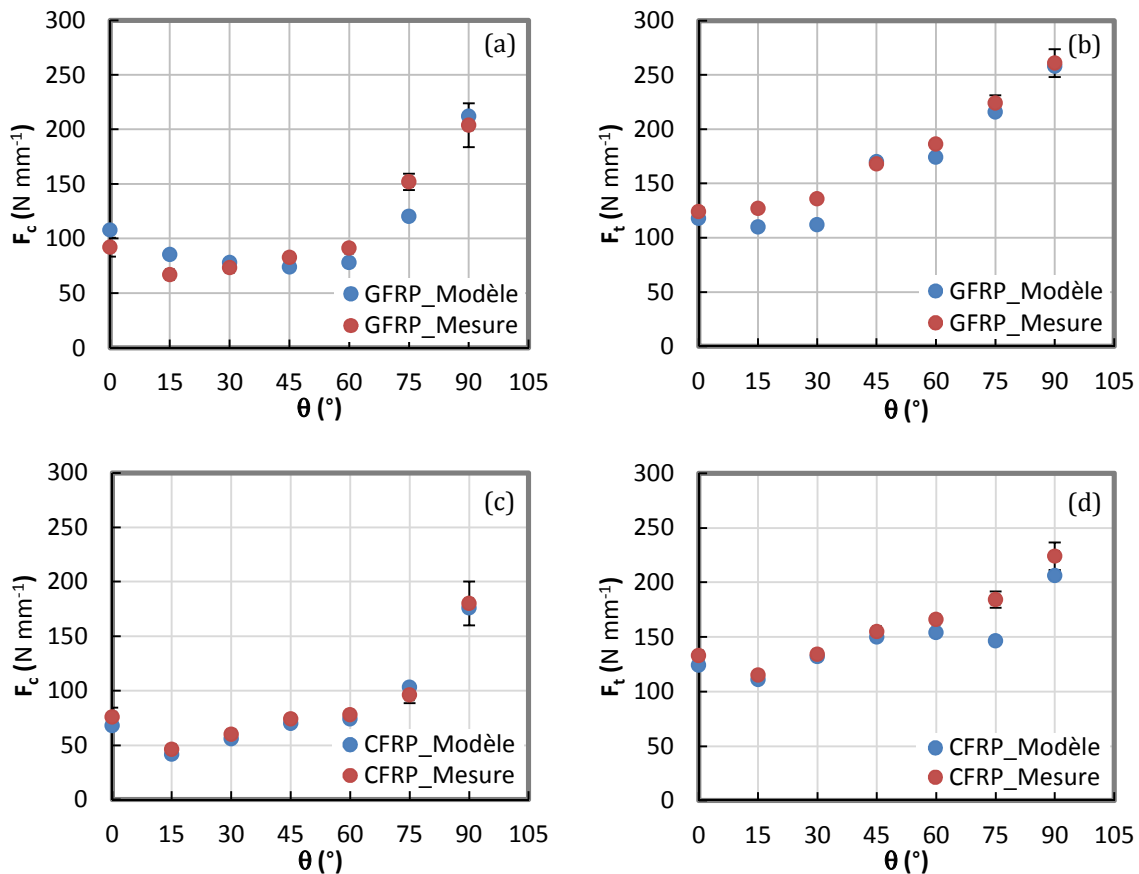 (a)
F_c (N mm⁻¹)
300
250
200
150
100
50
0
GFRP_Modèle
GFRP_Mesure
0 15 30 45 60 75 90 105
θ (°)
(b)
F_t (N mm⁻¹)
300
250
200
150
100
50
0
GFRP_Modèle
GFRP_Mesure
0 15 30 45 60 75 90 105
θ (°)
(c)
F_c (N mm⁻¹)
300
250
200
150
100
50
0
CFRP_Modèle
CFRP_Mesure
0 15 30 45 60 75 90 105
θ (°)
(d)
F_t (N mm⁻¹)
300
250
200
150
100
50
0
CFRP_Modèle
CFRP_Mesure
0 15 30 45 60 75 90 105
θ (°)